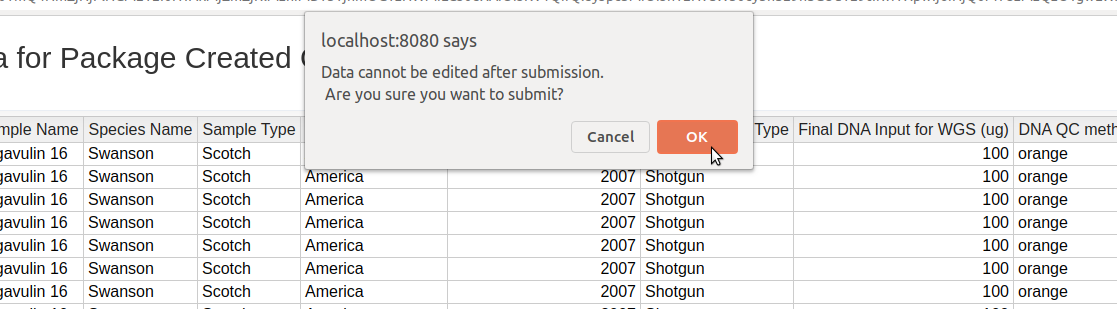 localhost:8080 says
a for Package Created
Data cannot be edited after submission.
Are you sure you want to submit?
Cancel OK
mple Name Species Name Sample Type Type Final DNA Input for WGS (ug) DNA QC meth
gavulin 16 Swanson Scotch 100 orange
gavulin 16 Swanson Scotch America 2007 Shotgun 100 orange
gavulin 16 Swanson Scotch America 2007 Shotgun 100 orange
gavulin 16 Swanson Scotch America 2007 Shotgun 100 orange
gavulin 16 Swanson Scotch America 2007 Shotgun 100 orange
gavulin 16 Swanson Scotch America 2007 Shotgun 100 orange
gavulin 16 Swanson Scotch America 2007 Shotgun 100 orange